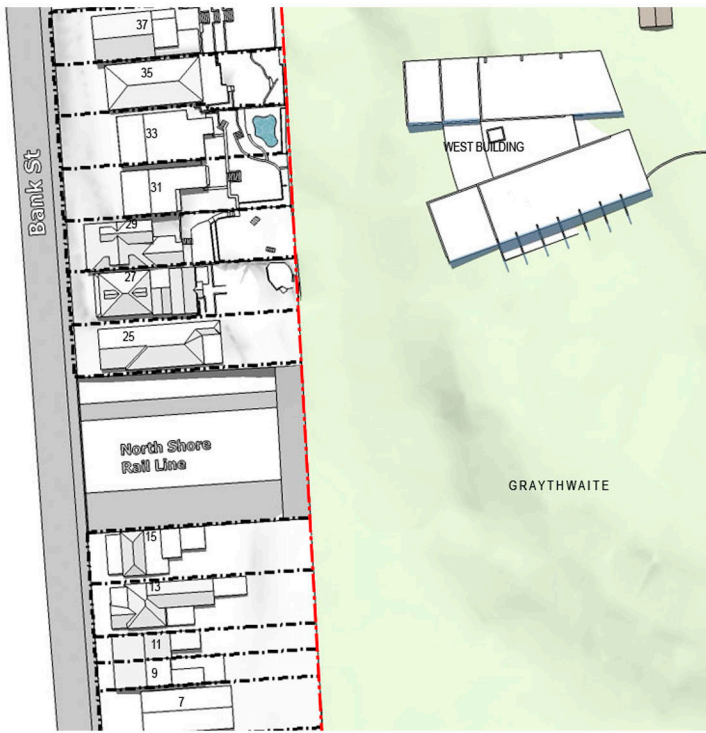 37
35
33
31
29
27
25
Bank St
WEST BUILDING
North Shore
Rail Line
GRAYTHWAITE
15
13
11
9
7